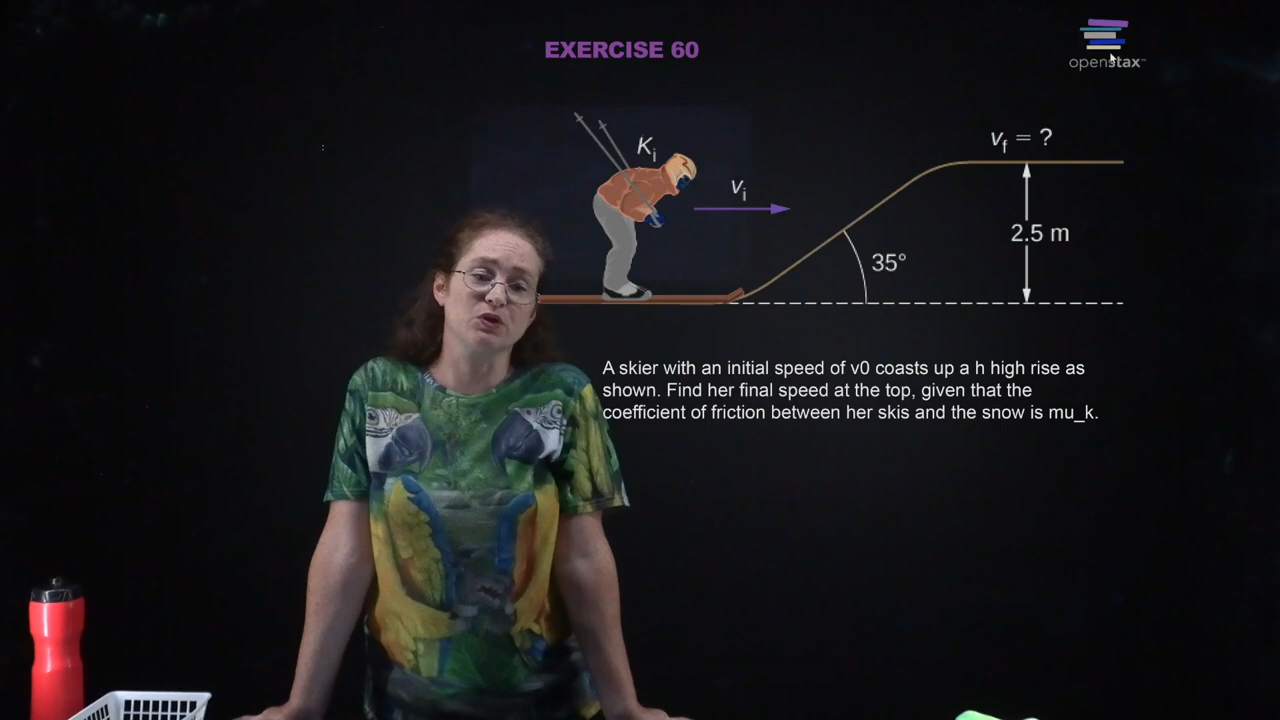 EXERCISE 60
openstax™
vf = ?
Ki
vi
2.5 m
35°
A skier with an initial speed of v0 coasts up a h high rise as
shown. Find her final speed at the top, given that the
coefficient of friction between her skis and the snow is mu_k.